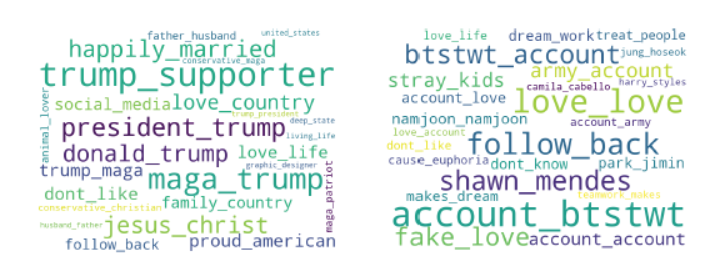 father_husband
united_states
happily_married
conservative_maga
trump_supporter
animal_lover
social_media
love_country
trump_president
president_trump
deep_state
living_life
donald_trump
love_life
graphic_designer
trump_maga
maga_trump
maga_patriot
dont_like
family_country
conservative_christian
jesus_christ
husband_father
follow_back
proud_american
love_life
dream_work
treat_people
btstwt_account
jung_hoseok
army_account
stray_kids
camila_cabello
harry_styles
account_love
love_love
namjoon_namjoon
account_army
love_account
dont_like
follow_back
cause_euphoria
dont_know
park_jimin
shawn_mendes
makes_dream
teamwork_makes
account_btstwt
fake_love
account_account